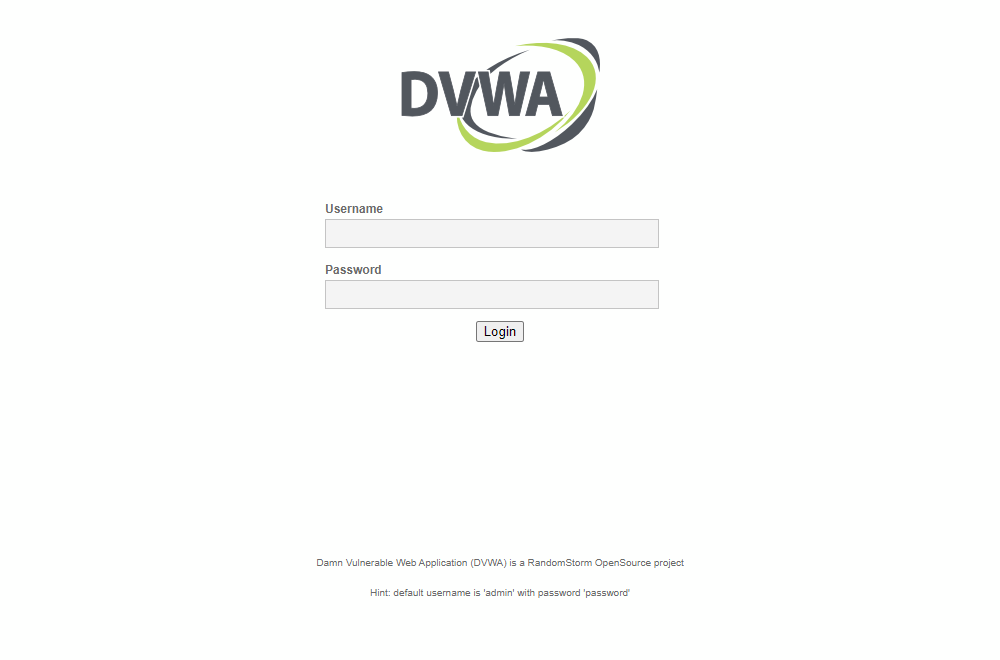 DVWA
Username
Password
Login
Damn Vulnerable Web Application (DVWA) is a RandomStorm OpenSource project
Hint: default username is 'admin' with password 'password'